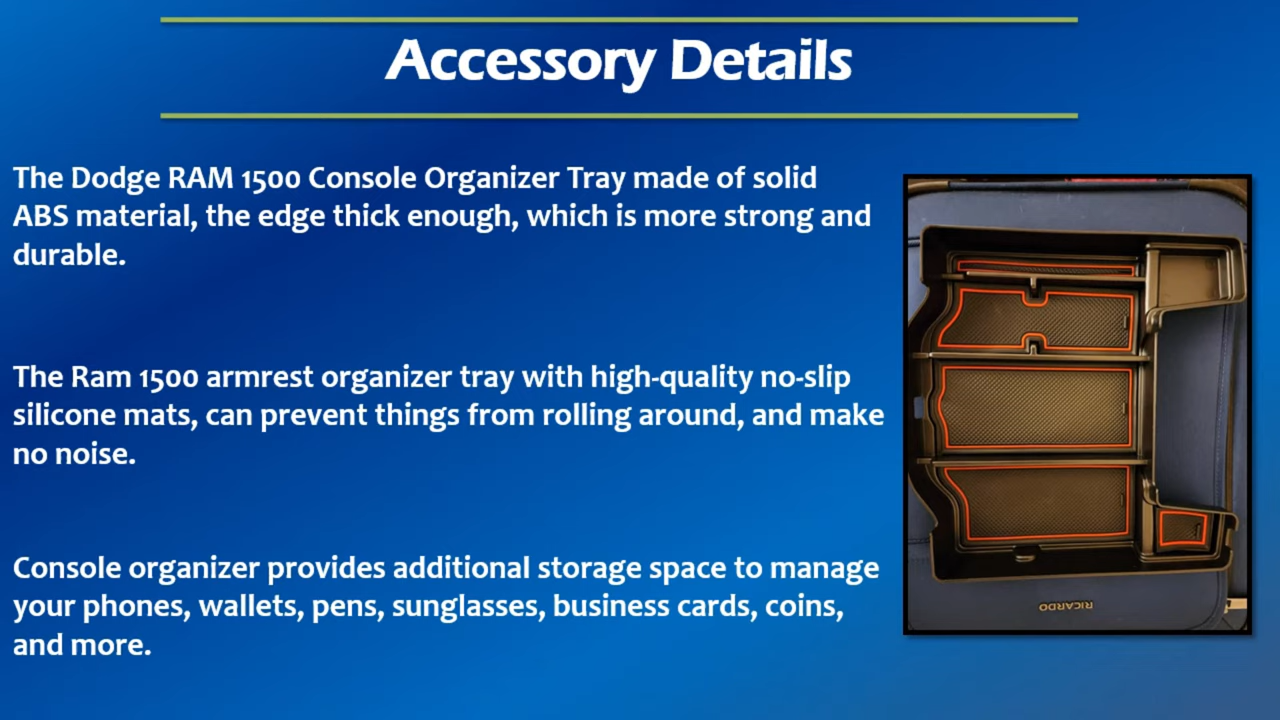 Accessory Details
The Dodge RAM 1500 Console Organizer Tray made of solid
ABS material, the edge thick enough, which is more strong and
durable.
The Ram 1500 armrest organizer tray with high-quality no-slip
silicone mats, can prevent things from rolling around, and make
no noise.
Console organizer provides additional storage space to manage
your phones, wallets, pens, sunglasses, business cards, coins,
and more.
RICARDO